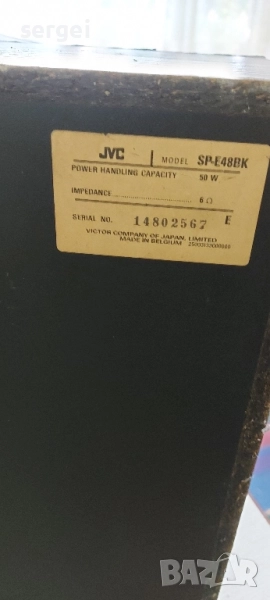 sergei
JVC MODEL SP-E48BK
POWER HANDLING CAPACITY 50 W
IMPEDANCE 6 Ω
SERIAL NO. 14802567 E
VICTOR COMPANY OF JAPAN, LIMITED
MADE IN BELGIUM
BAZAR